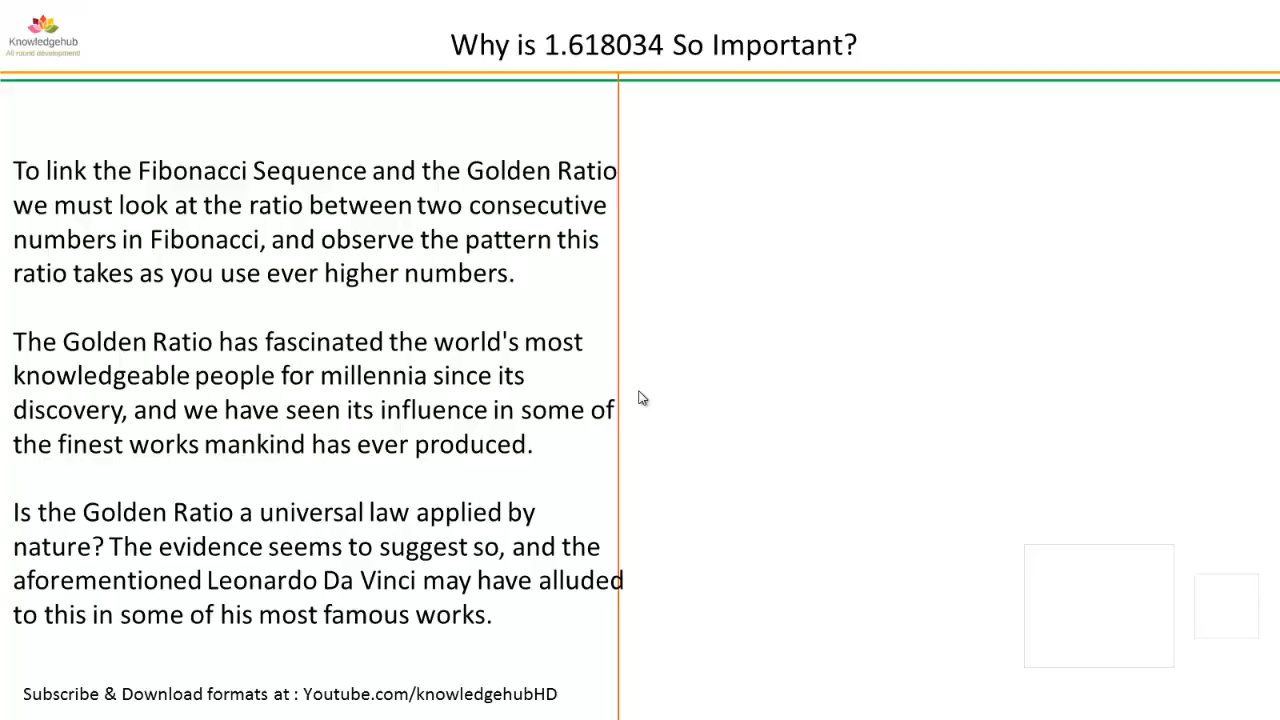 Knowledgehub
All round development!
Why is 1.618034 So Important?
To link the Fibonacci Sequence and the Golden Ratio
we must look at the ratio between two consecutive
numbers in Fibonacci, and observe the pattern this
ratio takes as you use ever higher numbers.
The Golden Ratio has fascinated the world's most
knowledgeable people for millennia since its
discovery, and we have seen its influence in some of
the finest works mankind has ever produced.
Is the Golden Ratio a universal law applied by
nature? The evidence seems to suggest so, and the
aforementioned Leonardo Da Vinci may have alluded
to this in some of his most famous works.
Subscribe & Download formats at : Youtube.com/knowledgehubHD